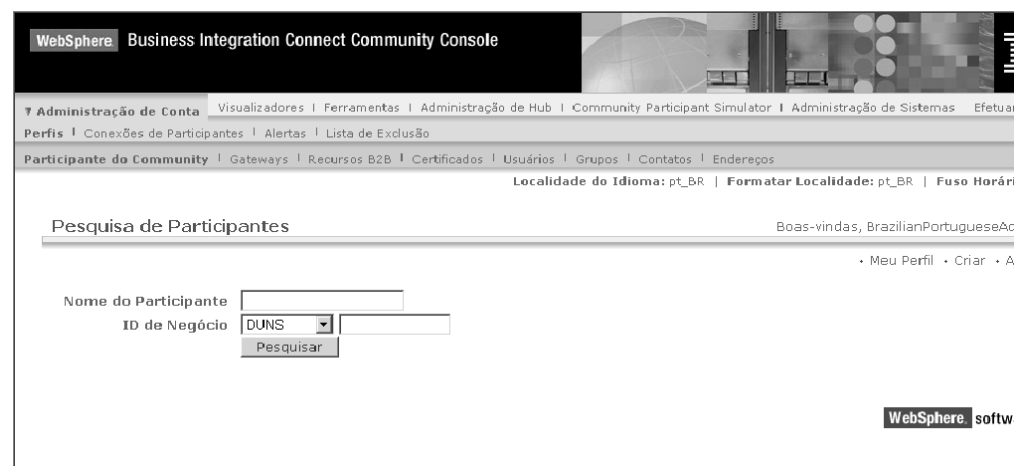 WebSphere Business Integration Connect Community Console
Administração de Conta Visualizadores | Ferramentas | Administração de Hub | Community Participant Simulator | Administração de Sistemas
Perfis | Conexões de Participantes | Alertas | Lista de Exclusão
Participante do Community | Gateways | Recursos B2B | Certificados | Usuários | Grupos | Contatos | Endereços
Localidade do Idioma: pt_BR | Formatar Localidade: pt_BR | Fuso
Pesquisa de Participantes
Boas-vindas,
• Meu Perfil • Criar •
Nome do Participante
ID de Negócio DUNS
Pesquisar
WebSphere.